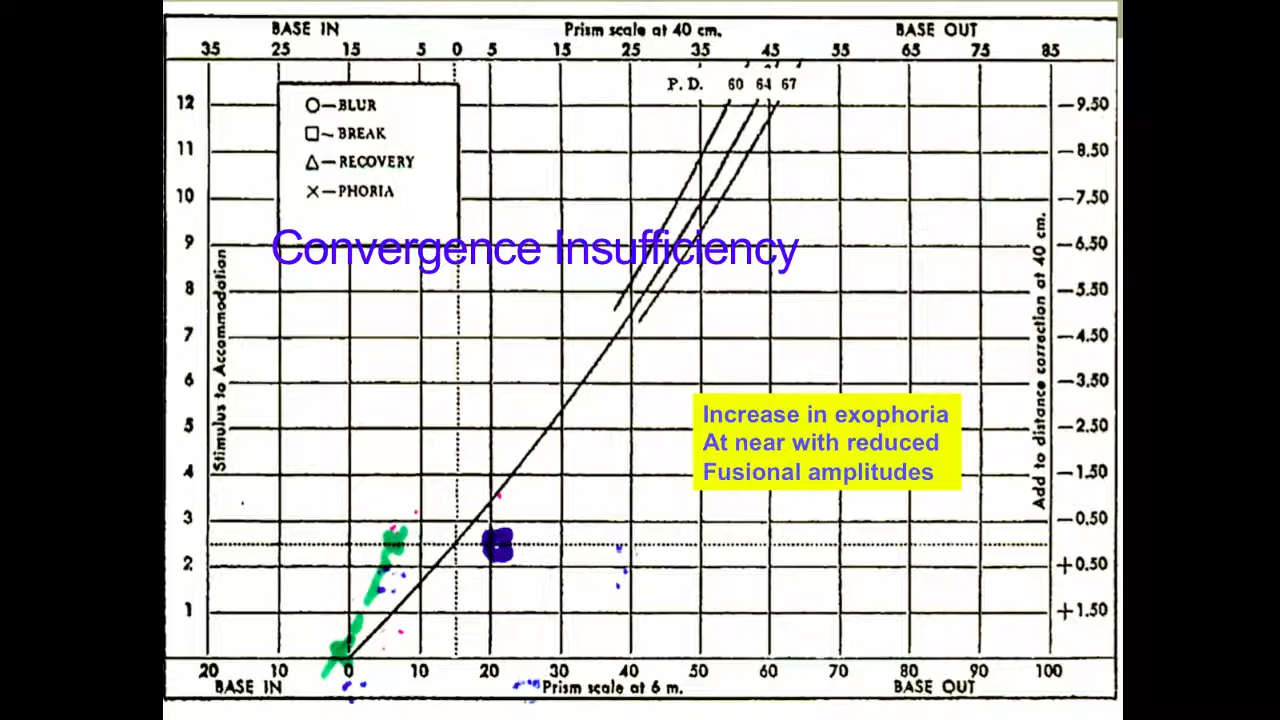 BASE IN Prism scale at 40 cm. BASE OUT
35 25 15 5 0 5 15 25 35 45 55 65 75 85
P. D. 60 64 67
○—BLUR
□—BREAK
△—RECOVERY
×—PHORIA
12 —9.50
11 —8.50
10 —7.50
9 —6.50
Convergence Insufficiency
8 —5.50
7 —4.50
6 —3.50
5 —2.50
4 —1.50
3 —0.50
2 +0.50
1 +1.50
Stimulus to Accommodation
Add to distance correction at 40 cm.
Increase in exophoria
At near with reduced
Fusional amplitudes
20 10 0 10 20 30 40 50 60 70 80 90 100
BASE IN Prism scale at 6 m. BASE OUT